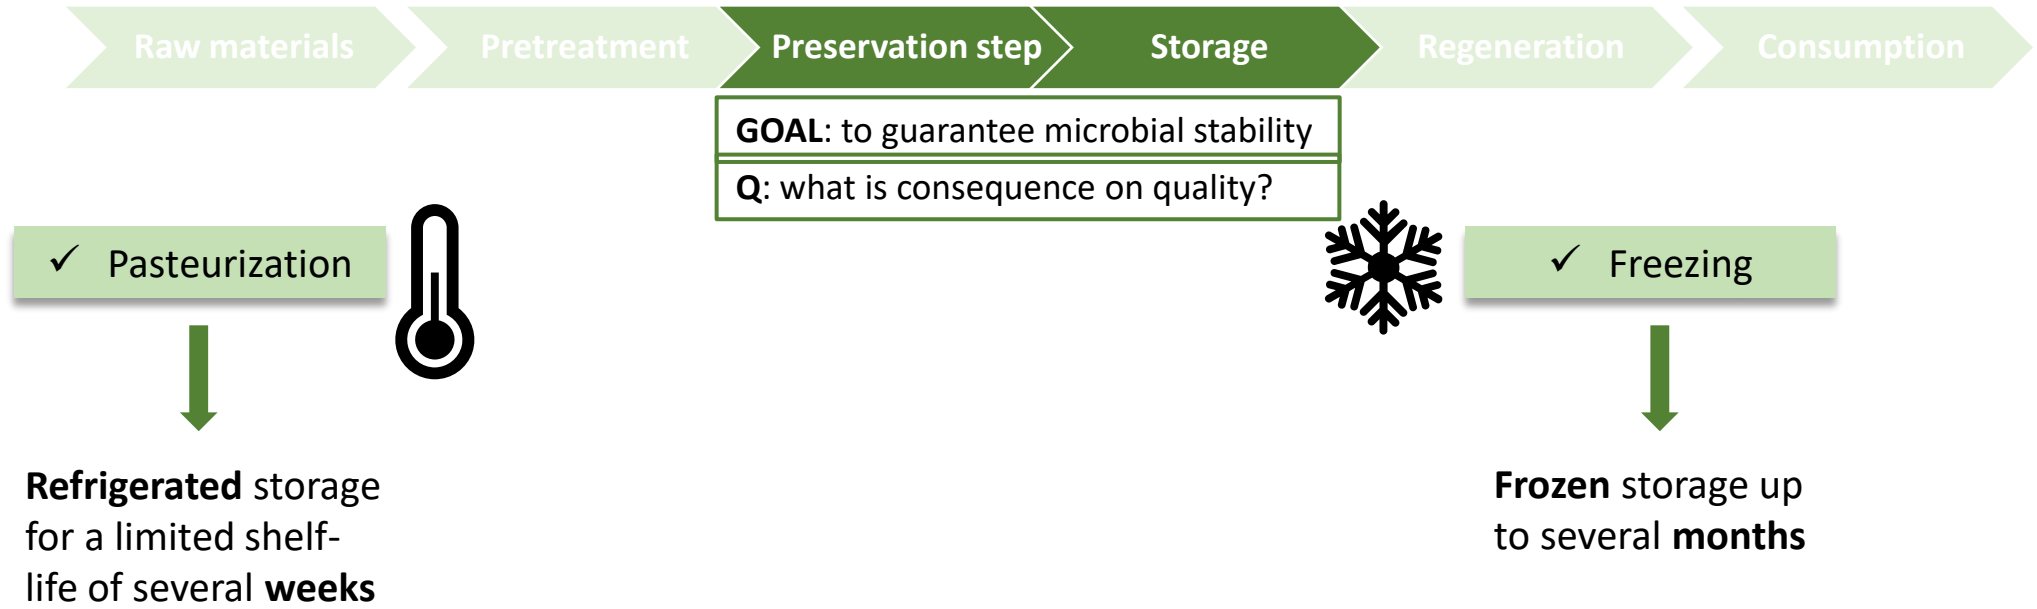 Raw materials
Pretreatment
Preservation step
Storage
Regeneration
Consumption
GOAL: to guarantee microbial stability
Q: what is consequence on quality?
✓ Pasteurization
✓ Freezing
Refrigerated storage
for a limited shelf-
life of several weeks
Frozen storage up
to several months